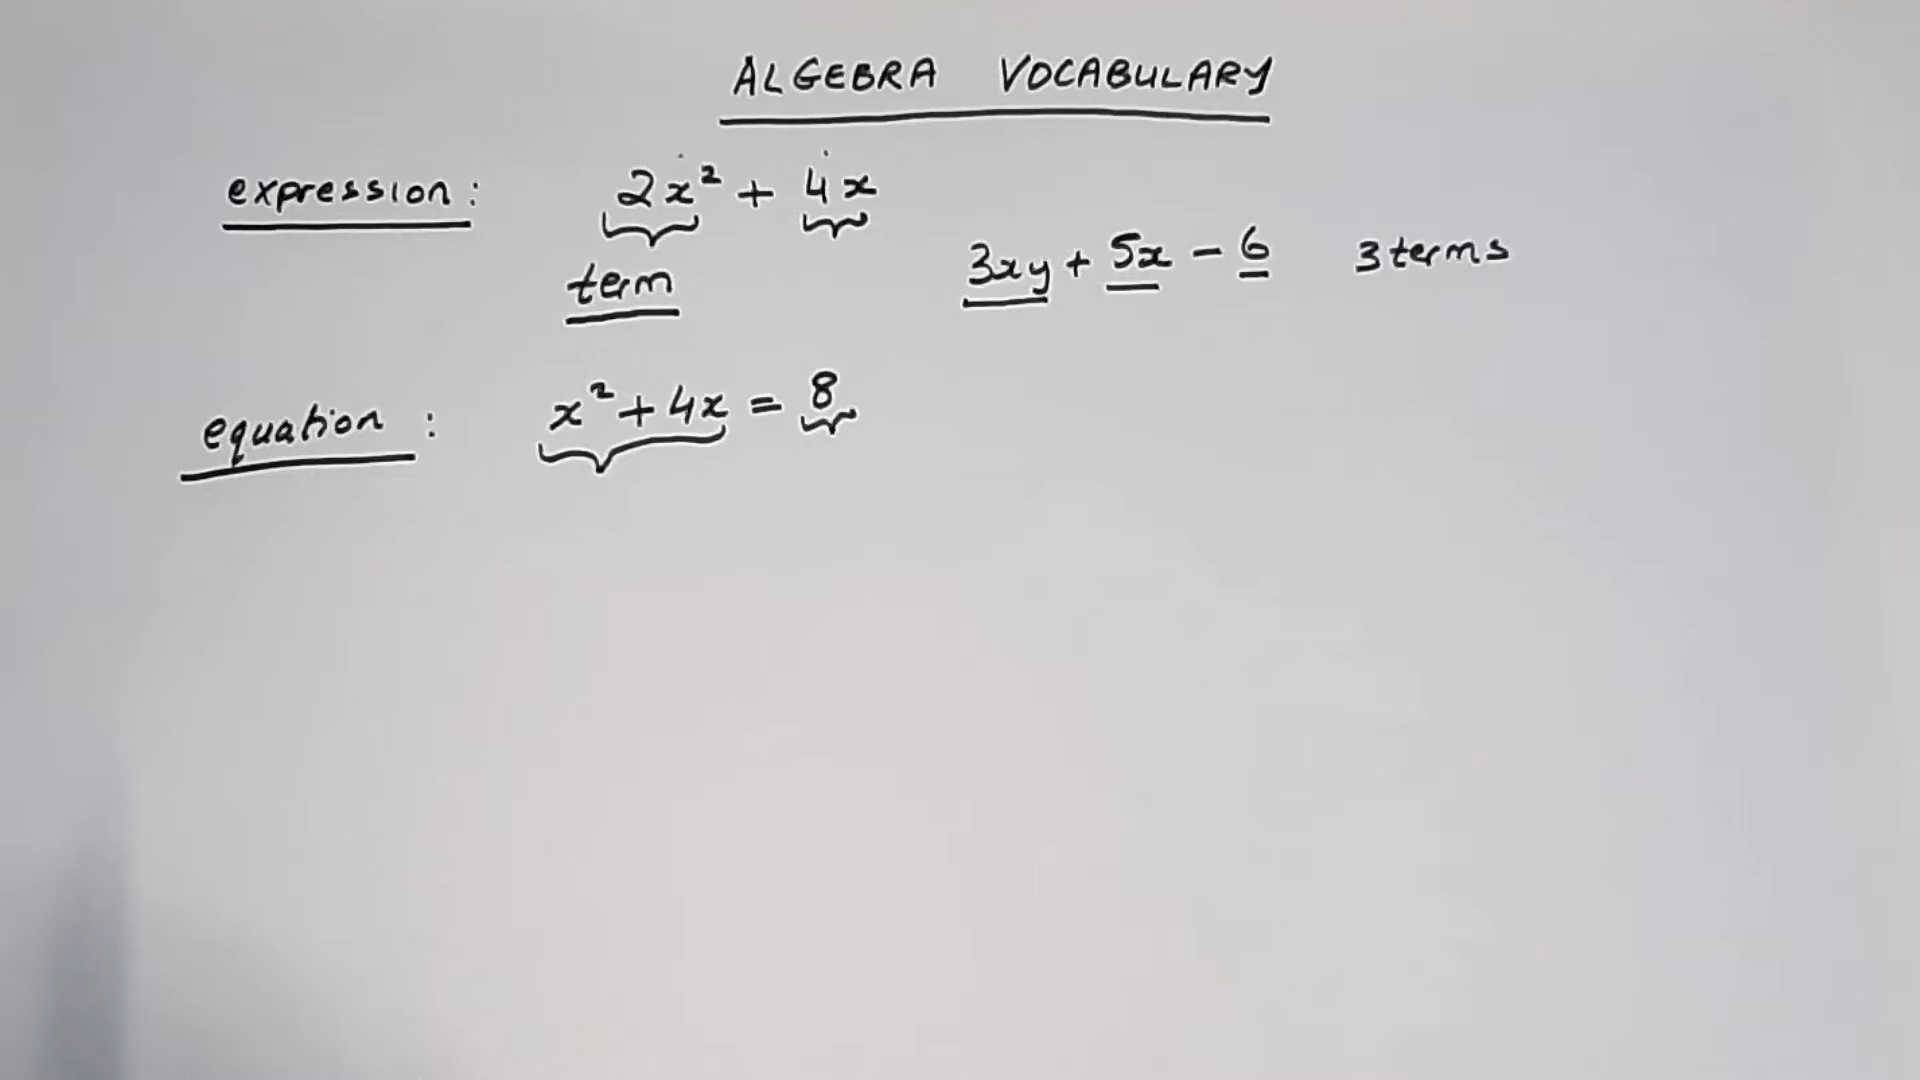 ALGEBRA VOCABULARY
expression: 2x² + 4x
term
3xy + 5x - 6 3 terms
equation: x² + 4x = 8